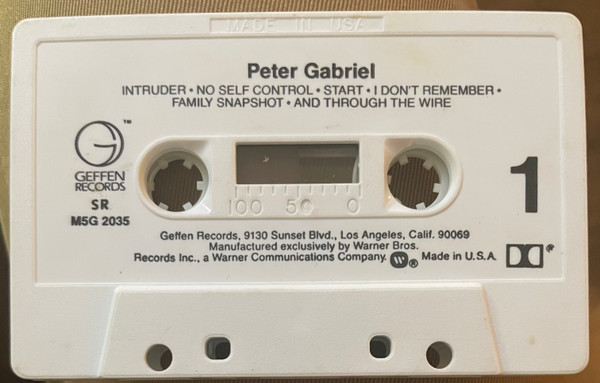 MADE IN USA
Peter Gabriel
INTRUDER • NO SELF CONTROL • START • I DON'T REMEMBER •
FAMILY SNAPSHOT • AND THROUGH THE WIRE
G ™
GEFFEN
RECORDS
SR
M5G 2035
1
100 50 0
Geffen Records, 9130 Sunset Blvd., Los Angeles, Calif. 90069
Manufactured exclusively by Warner Bros.
Records Inc., a Warner Communications Company. W ® Made in U.S.A. ®